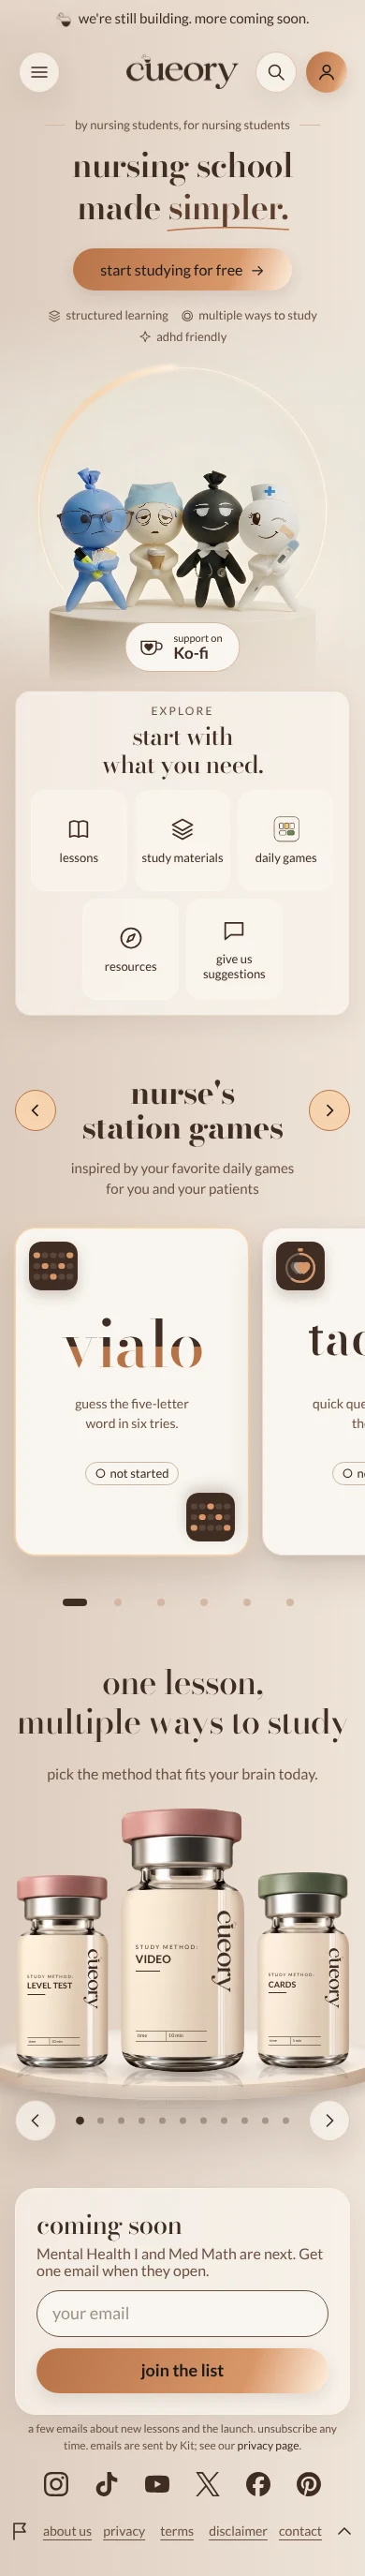 we're still building. more coming soon.
cueory
by nursing students, for nursing students
nursing school
made simpler.
start studying for free →
structured learning multiple ways to study
adhd friendly
support on
Ko-fi
EXPLORE
start with
what you need.
lessons study materials daily games
resources give us
suggestions
nurse's
station games
inspired by your favorite daily games
for you and your patients
vialo
guess the five-letter
word in six tries.
not started
one lesson,
multiple ways to study
pick the method that fits your brain today.
STUDY METHOD:
LEVEL TEST
cueory
STUDY METHOD:
VIDEO
cueory
STUDY METHOD:
CARDS
cueory
coming soon
Mental Health I and Med Math are next. Get
one email when they open.
your email
join the list
a few emails about new lessons and the launch. unsubscribe any
time. emails are sent by Kit; see our privacy page.
about us privacy terms disclaimer contact